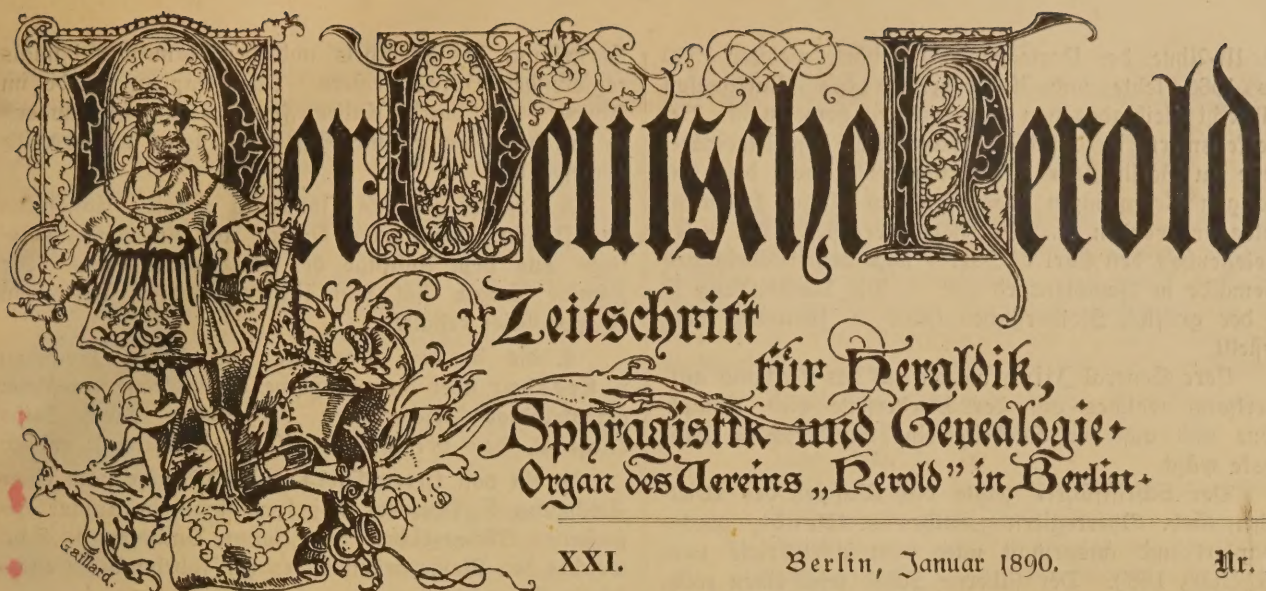 Der Deutsche Herold
Zeitschrift
für Heraldik,
Sphragistik und Genealogie.
Organ des Vereins „Herold" in Berlin.
Gaillard.
XXI. Berlin, Januar 1890. Nr.